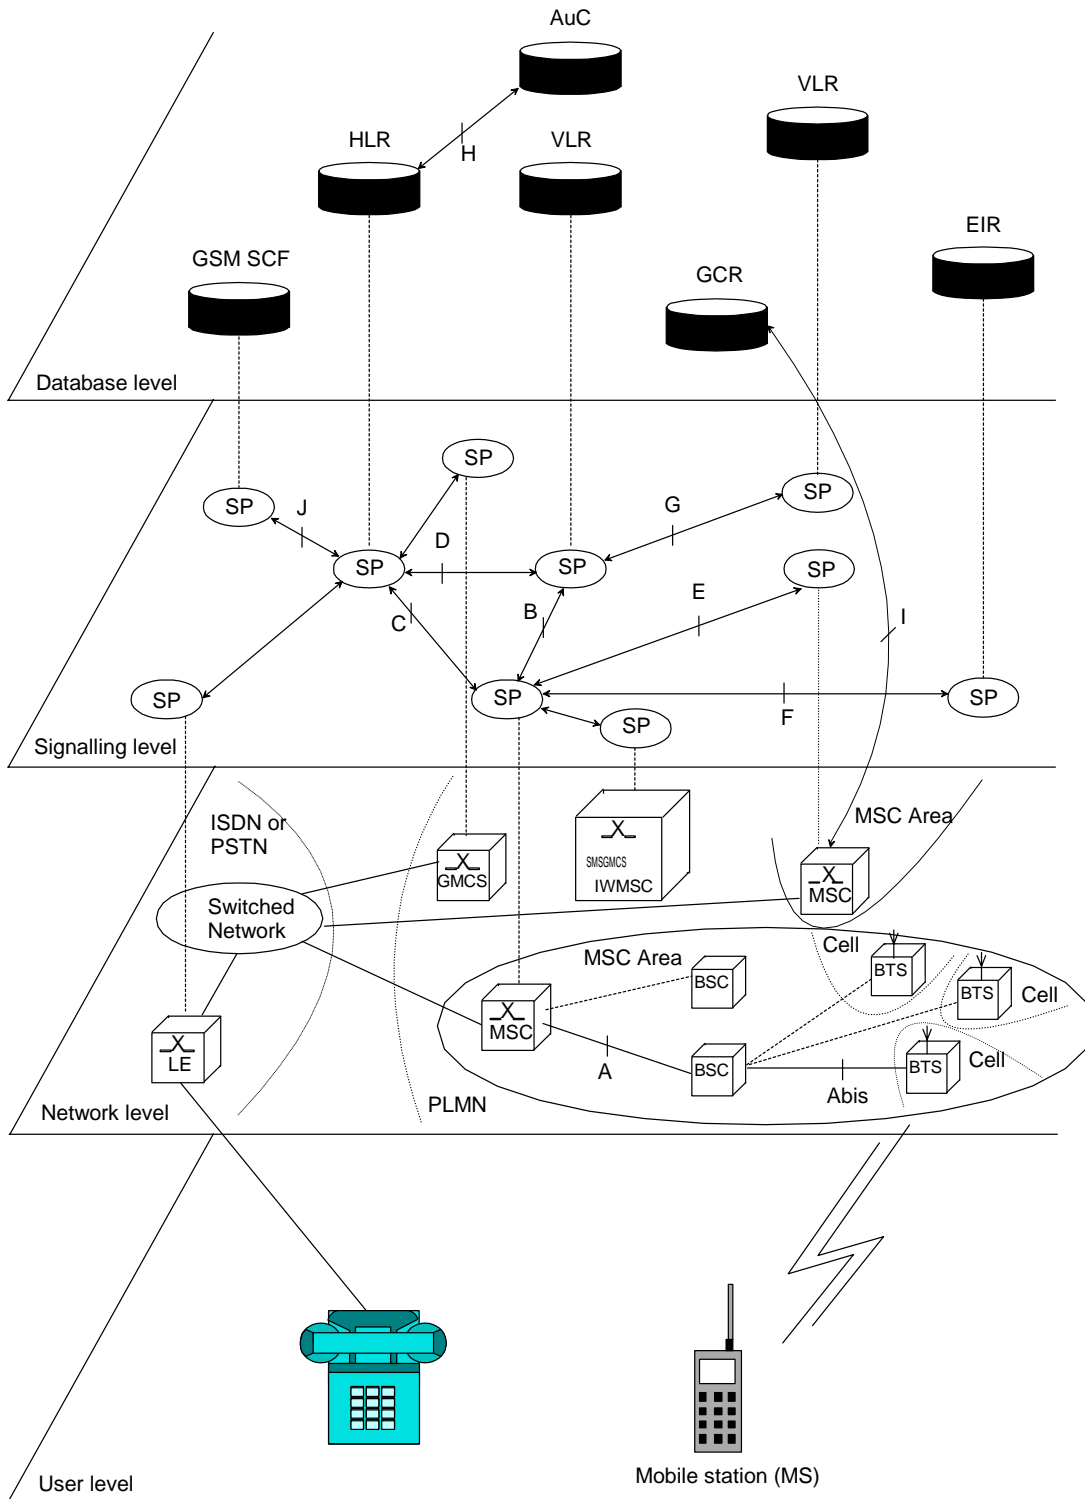 AuC
VLR
HLR
VLR
H
EIR
GSM SCF
GCR
Database level
SP
SP
SP
J
G
D
SP
SP
SP
E
B
C
I
SP
SP
SP
F
SP
Signalling level
ISDN or
PSTN
MSC Area
SMSGMCS
GMCS
IWMSC
MSC
Switched
Network
Cell
MSC Area
BSC
BTS
BTS
Cell
MSC
LE
A
BSC
BTS
Cell
Abis
PLMN
Network level
Mobile station (MS)
User level